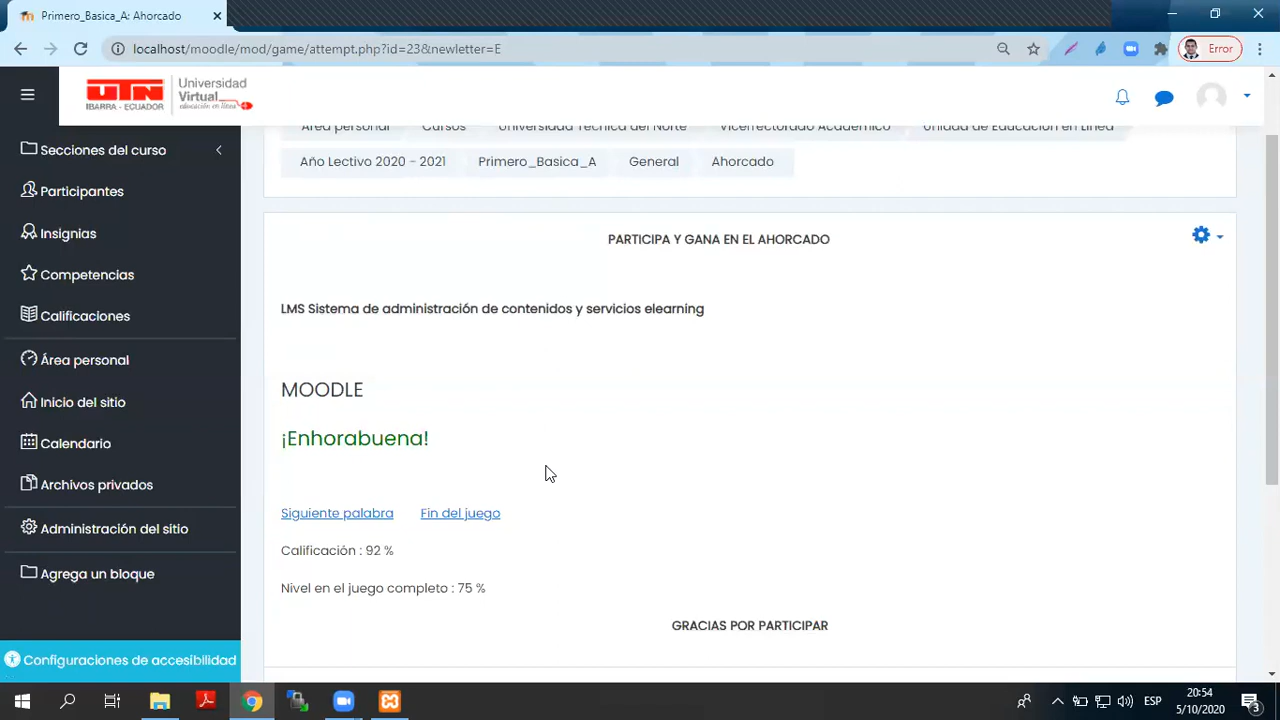 Primero_Basica_A: Ahorcado
localhost/moodle/mod/game/attempt.php?id=23&newletter=E
Error
UTN
IBARRA - ECUADOR
Universidad
Virtual
educación en línea
Área personal Cursos Universidad Técnica del Norte Vicerrectorado Académico Unidad de Educación en Línea
Año Lectivo 2020 - 2021 Primero_Basica_A General Ahorcado
Secciones del curso
Participantes
Insignias
Competencias
Calificaciones
Área personal
Inicio del sitio
Calendario
Archivos privados
Administración del sitio
Agrega un bloque
Configuraciones de accesibilidad
PARTICIPA Y GANA EN EL AHORCADO
LMS Sistema de administración de contenidos y servicios elearning
MOODLE
¡Enhorabuena!
Siguiente palabra Fin del juego
Calificación : 92 %
Nivel en el juego completo : 75 %
GRACIAS POR PARTICIPAR
ESP
20:54
5/10/2020
3